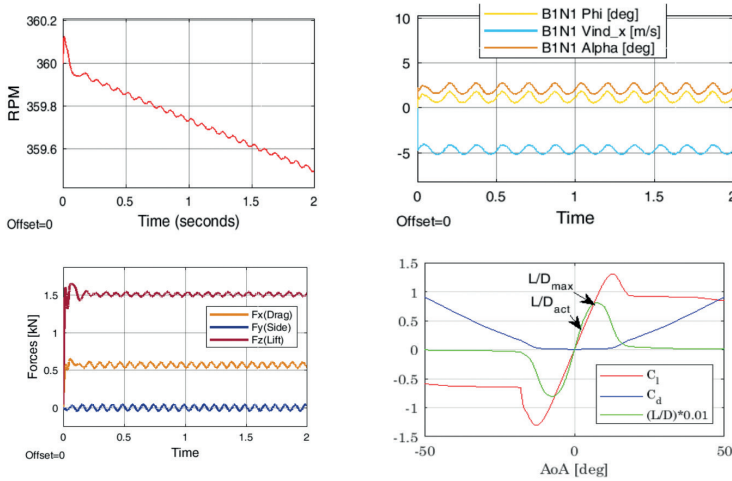 360.2
360
359.8
359.6
RPM
0
0.5
1
1.5
2
Offset=0
Time (seconds)
B1N1 Phi [deg]
B1N1 Vind_x [m/s]
B1N1 Alpha [deg]
10
5
0
-5
0
0.5
1
1.5
2
Offset=0
Time
1.5
1
0.5
0
Forces [kN]
Fx(Drag)
Fy(Side)
Fz(Lift)
0
0.5
1
1.5
2
Offset=0
Time
1.5
1
0.5
0
-0.5
-1
-1.5
L/Dmax
L/Dact
Cl
Cd
(L/D)*0.01
-50
0
50
AoA [deg]